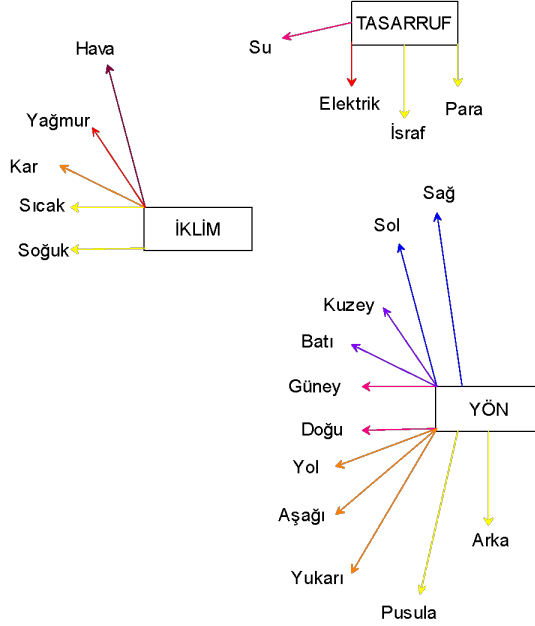 TASARRUF
Su
Elektrik
İsraf
Para
Hava
Yağmur
Kar
Sıcak
Soğuk
İKLİM
Sağ
Sol
Kuzey
Batı
Güney
Doğu
YÖN
Yol
Aşağı
Yukarı
Pusula
Arka